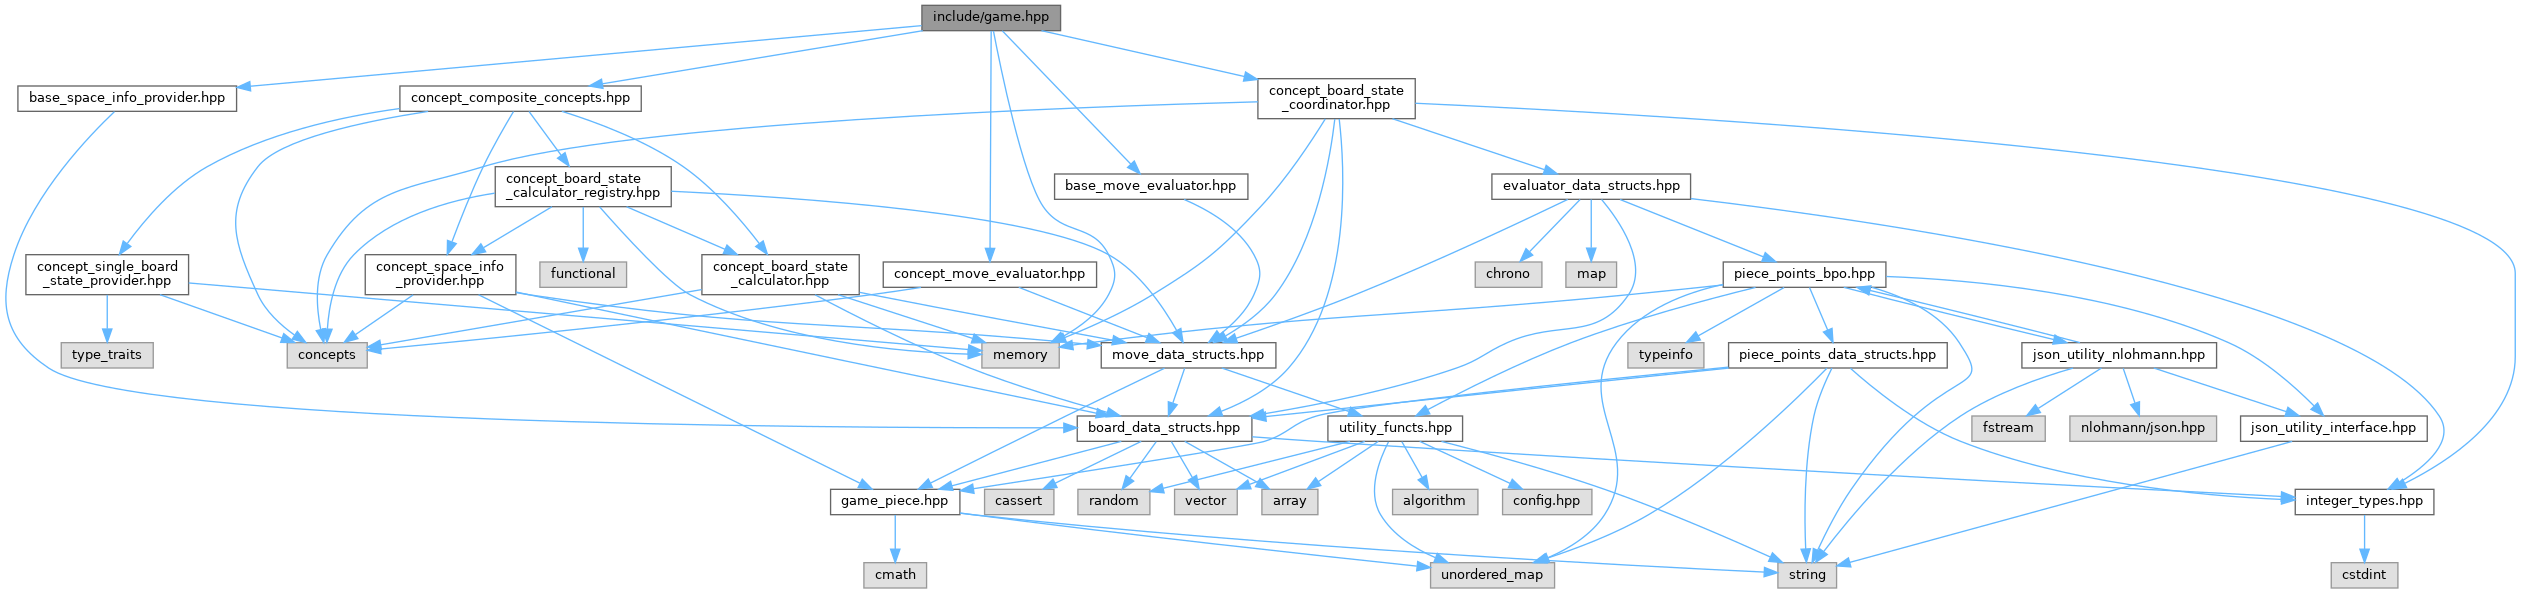 include/game.hpp
base_space_info_provider.hpp
concept_composite_concepts.hpp
concept_board_state
_coordinator.hpp
concept_board_state
_calculator_registry.hpp
base_move_evaluator.hpp
evaluator_data_structs.hpp
concept_single_board
_state_provider.hpp
concept_space_info
_provider.hpp
functional
concept_board_state
_calculator.hpp
concept_move_evaluator.hpp
chrono
map
piece_points_bpo.hpp
type_traits
concepts
memory
move_data_structs.hpp
typeinfo
piece_points_data_structs.hpp
json_utility_nlohmann.hpp
board_data_structs.hpp
utility_functs.hpp
fstream
nlohmann/json.hpp
json_utility_interface.hpp
game_piece.hpp
cassert
random
vector
array
algorithm
config.hpp
integer_types.hpp
cmath
unordered_map
string
cstdint